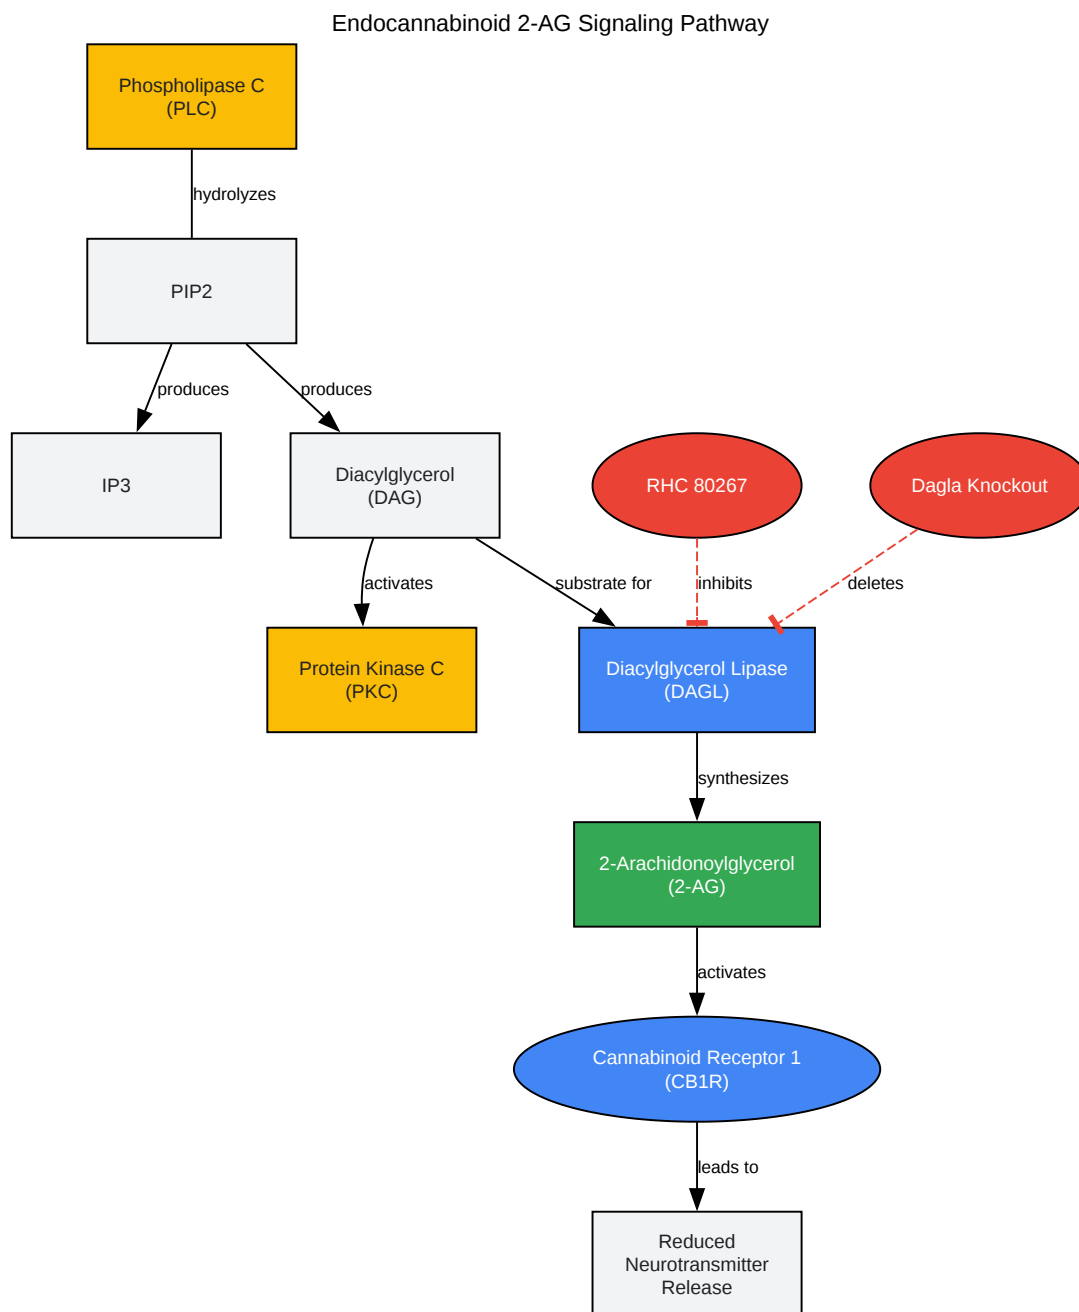 Endocannabinoid 2-AG Signaling Pathway
Phospholipase C
(PLC)
hydrolyzes
PIP2
produces
produces
IP3
Diacylglycerol
(DAG)
RHC 80267
Dagla Knockout
activates
substrate for
inhibits
deletes
Protein Kinase C
(PKC)
Diacylglycerol Lipase
(DAGL)
synthesizes
2-Arachidonoylglycerol
(2-AG)
activates
Cannabinoid Receptor 1
(CB1R)
leads to
Reduced
Neurotransmitter
Release